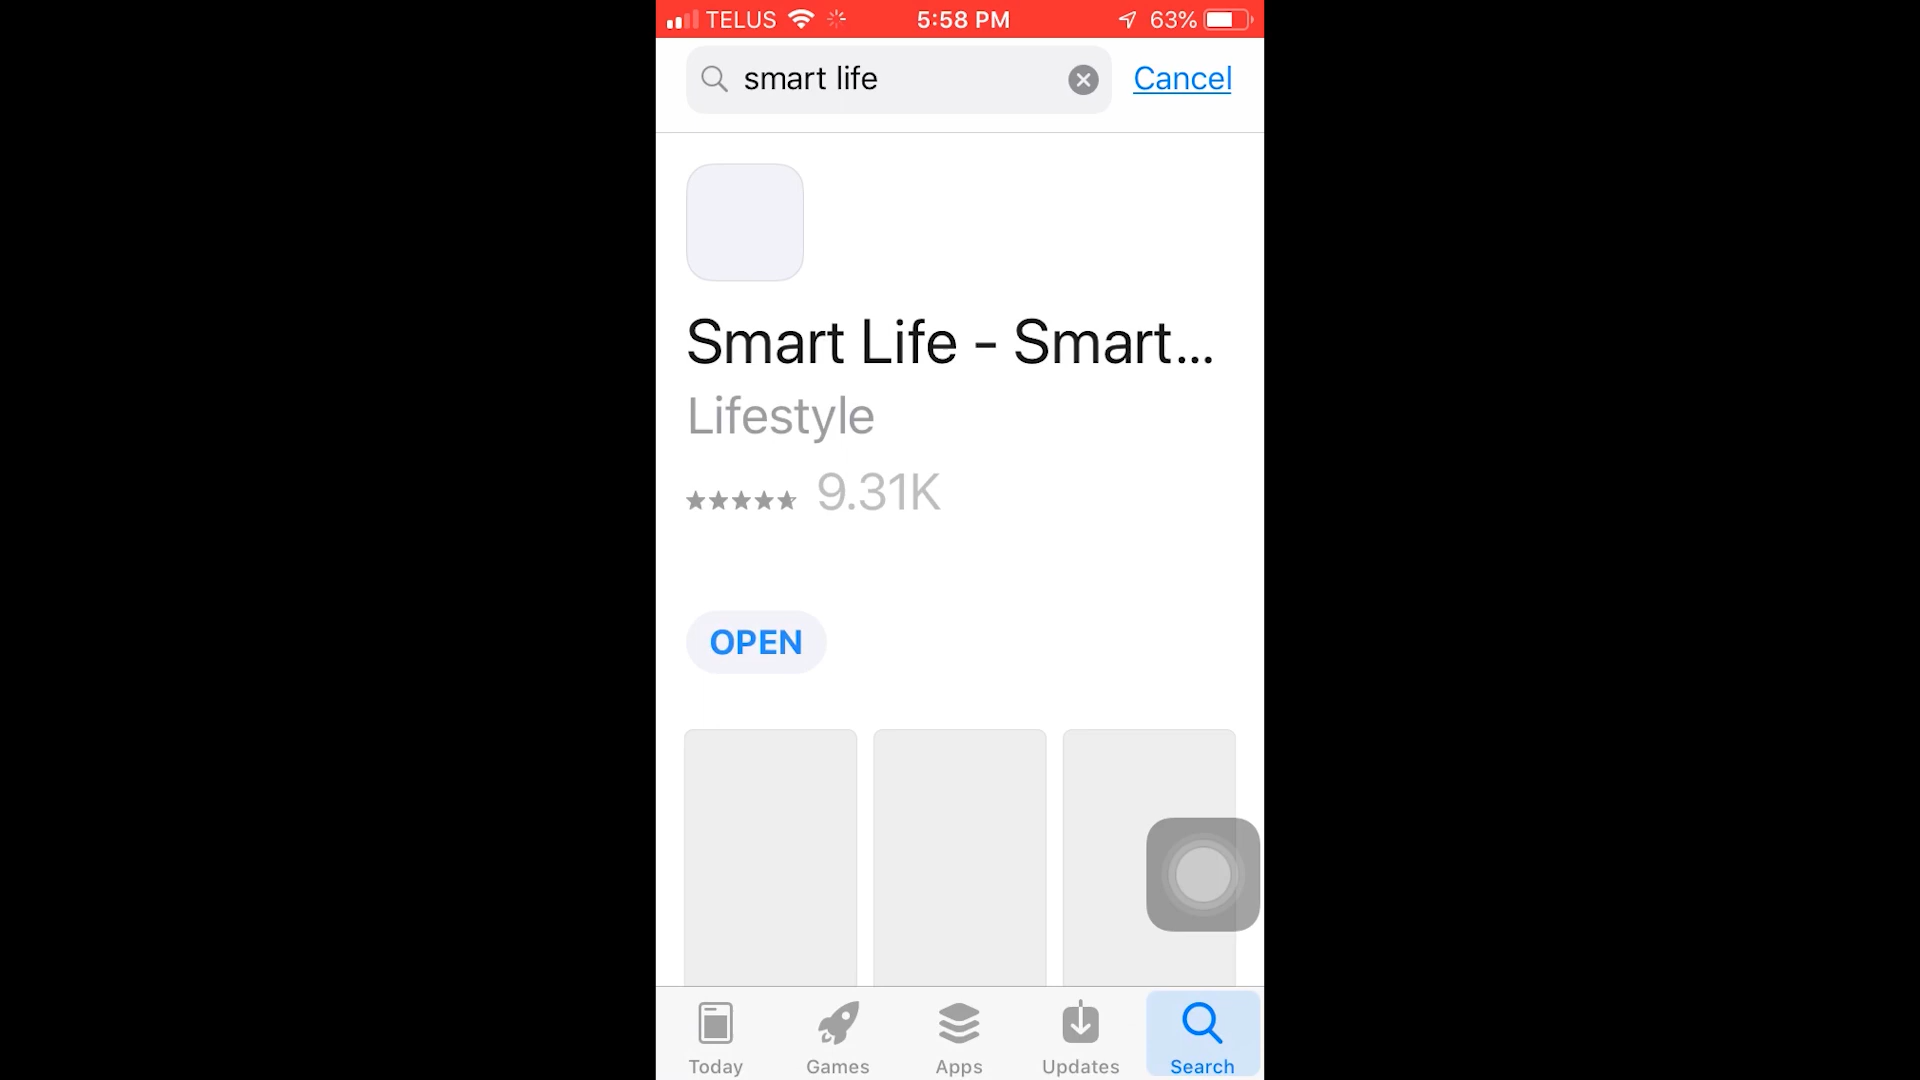 TELUS 5:58 PM 63%
smart life Cancel
Smart Life - Smart...
Lifestyle
9.31K
OPEN
Today Games Apps Updates Search